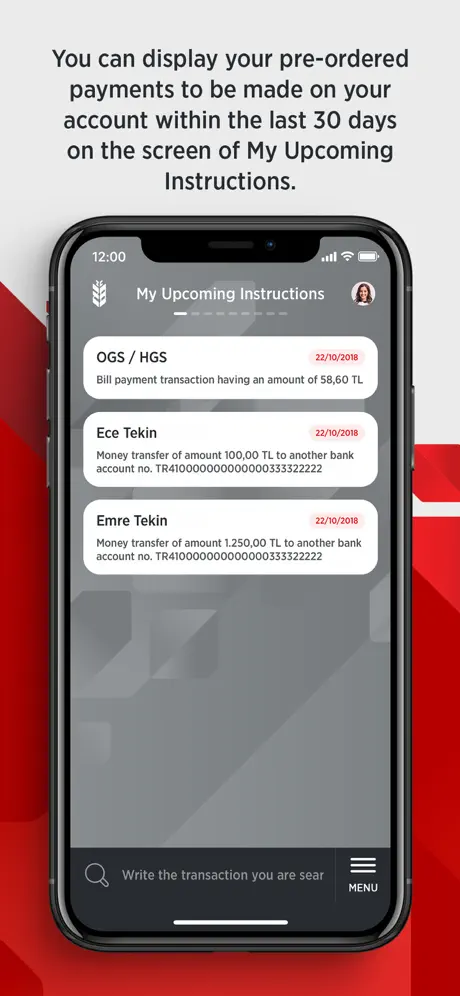 You can display your pre-ordered
payments to be made on your
account within the last 30 days
on the screen of My Upcoming
Instructions.
12:00
My Upcoming Instructions
OGS / HGS
22/10/2018
Bill payment transaction having an amount of 58,60 TL
Ece Tekin
22/10/2018
Money transfer of amount 100,00 TL to another bank
account no. TR410000000000000333322222
Emre Tekin
22/10/2018
Money transfer of amount 1.250,00 TL to another bank
account no. TR410000000000000333322222
Write the transaction you are sear
MENU